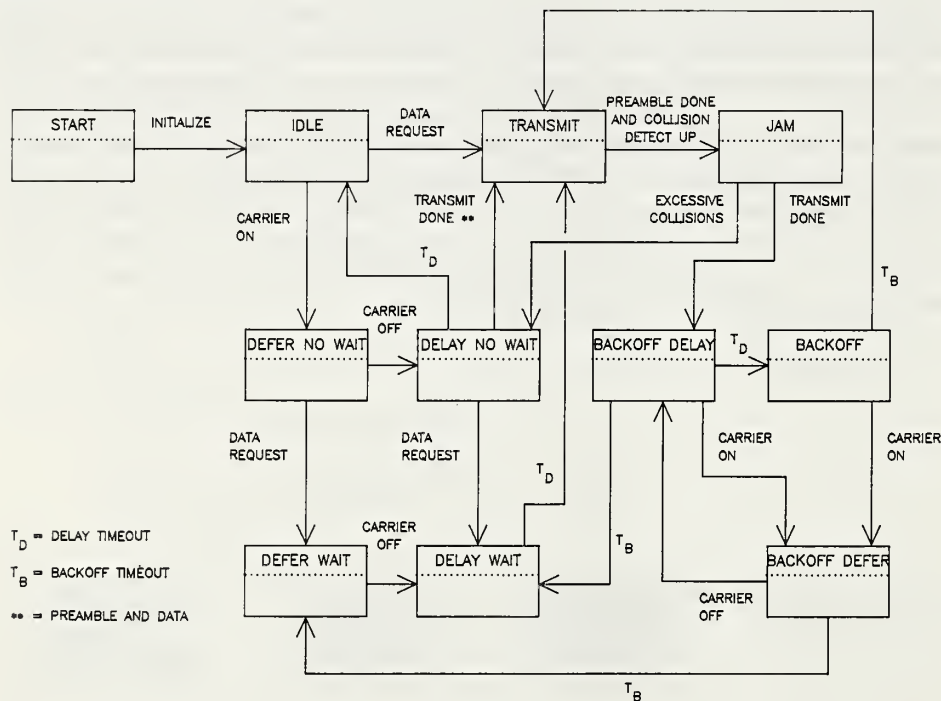 START
INITIALIZE
IDLE
DATA
REQUEST
TRANSMIT
PREAMBLE DONE
AND COLLISION
DETECT UP
JAM
CARRIER
ON
TRANSMIT
DONE **
EXCESSIVE
COLLISIONS
TRANSMIT
DONE
T_D
T_B
DEFER NO WAIT
CARRIER
OFF
DELAY NO WAIT
BACKOFF DELAY
T_D
BACKOFF
DATA
REQUEST
DATA
REQUEST
T_D
CARRIER
ON
CARRIER
ON
T_D = DELAY TIMEOUT
T_B = BACKOFF TIMEOUT
** = PREAMBLE AND DATA
DEFER WAIT
CARRIER
OFF
DELAY WAIT
T_B
BACKOFF DEFER
CARRIER
OFF
T_B